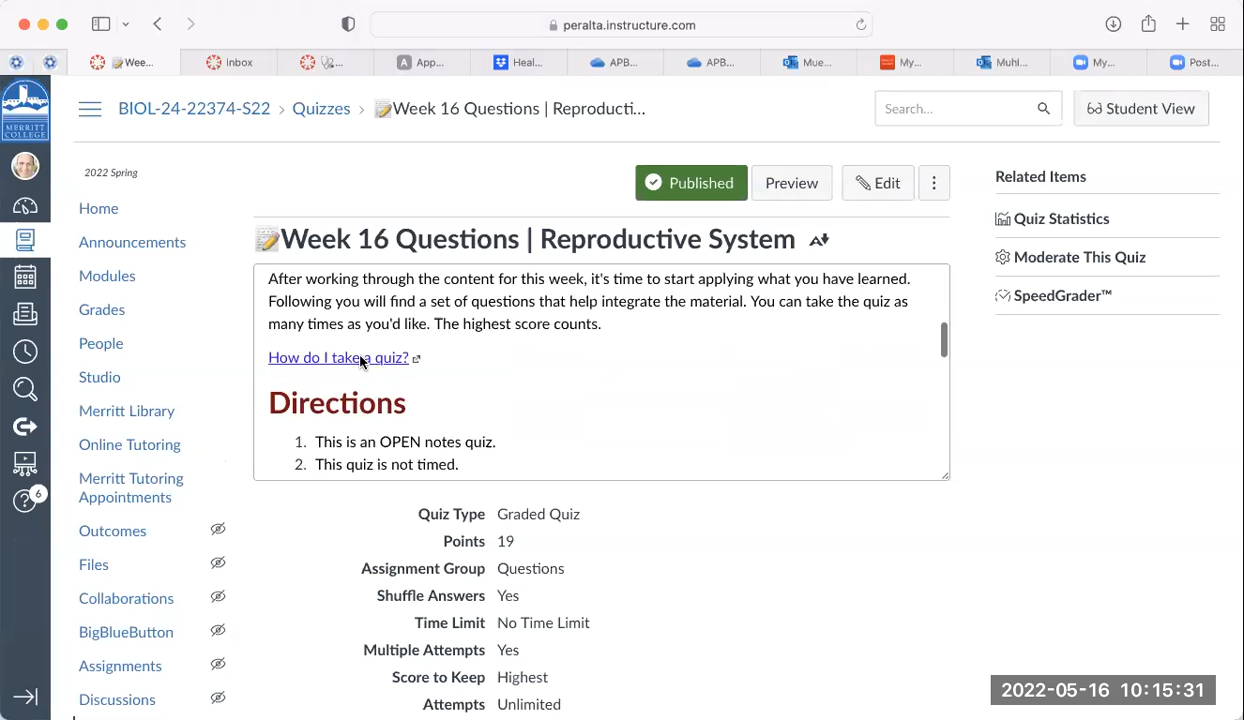 peralta.instructure.com
Wee...
Inbox
...
App...
Heal...
APB...
APB...
Mue...
My...
Muhl...
My...
Post...
MERRITT
COLLEGE
BIOL-24-22374-S22 › Quizzes › 📝Week 16 Questions | Reproducti...
Search...
Student View
2022 Spring
Home
Announcements
Modules
Grades
People
Studio
Merritt Library
Online Tutoring
Merritt Tutoring
Appointments
Outcomes
Files
Collaborations
BigBlueButton
Assignments
Discussions
6
Published
Preview
Edit
📝Week 16 Questions | Reproductive System
After working through the content for this week, it's time to start applying what you have learned.
Following you will find a set of questions that help integrate the material. You can take the quiz as
many times as you'd like. The highest score counts.
How do I take a quiz?
Directions
1. This is an OPEN notes quiz.
2. This quiz is not timed.
Quiz Type Graded Quiz
Points 19
Assignment Group Questions
Shuffle Answers Yes
Time Limit No Time Limit
Multiple Attempts Yes
Score to Keep Highest
Attempts Unlimited
Related Items
Quiz Statistics
Moderate This Quiz
SpeedGrader™
2022-05-16 10:15:31